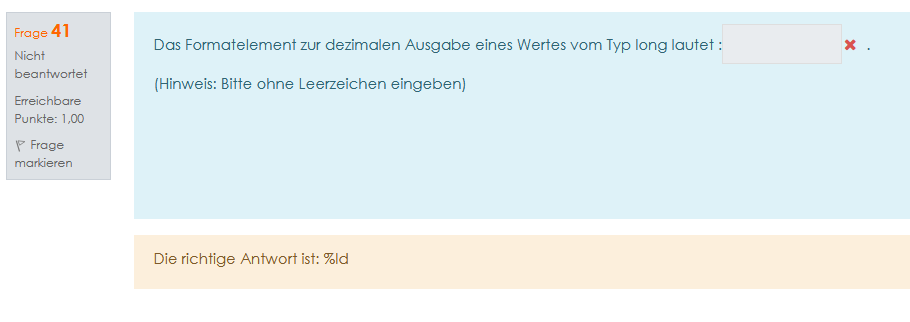 Frage 41
Nicht
beantwortet
Erreichbare
Punkte: 1,00
Frage
markieren
Das Formatelement zur dezimalen Ausgabe eines Wertes vom Typ long lautet : .
(Hinweis: Bitte ohne Leerzeichen eingeben)
Die richtige Antwort ist: %ld